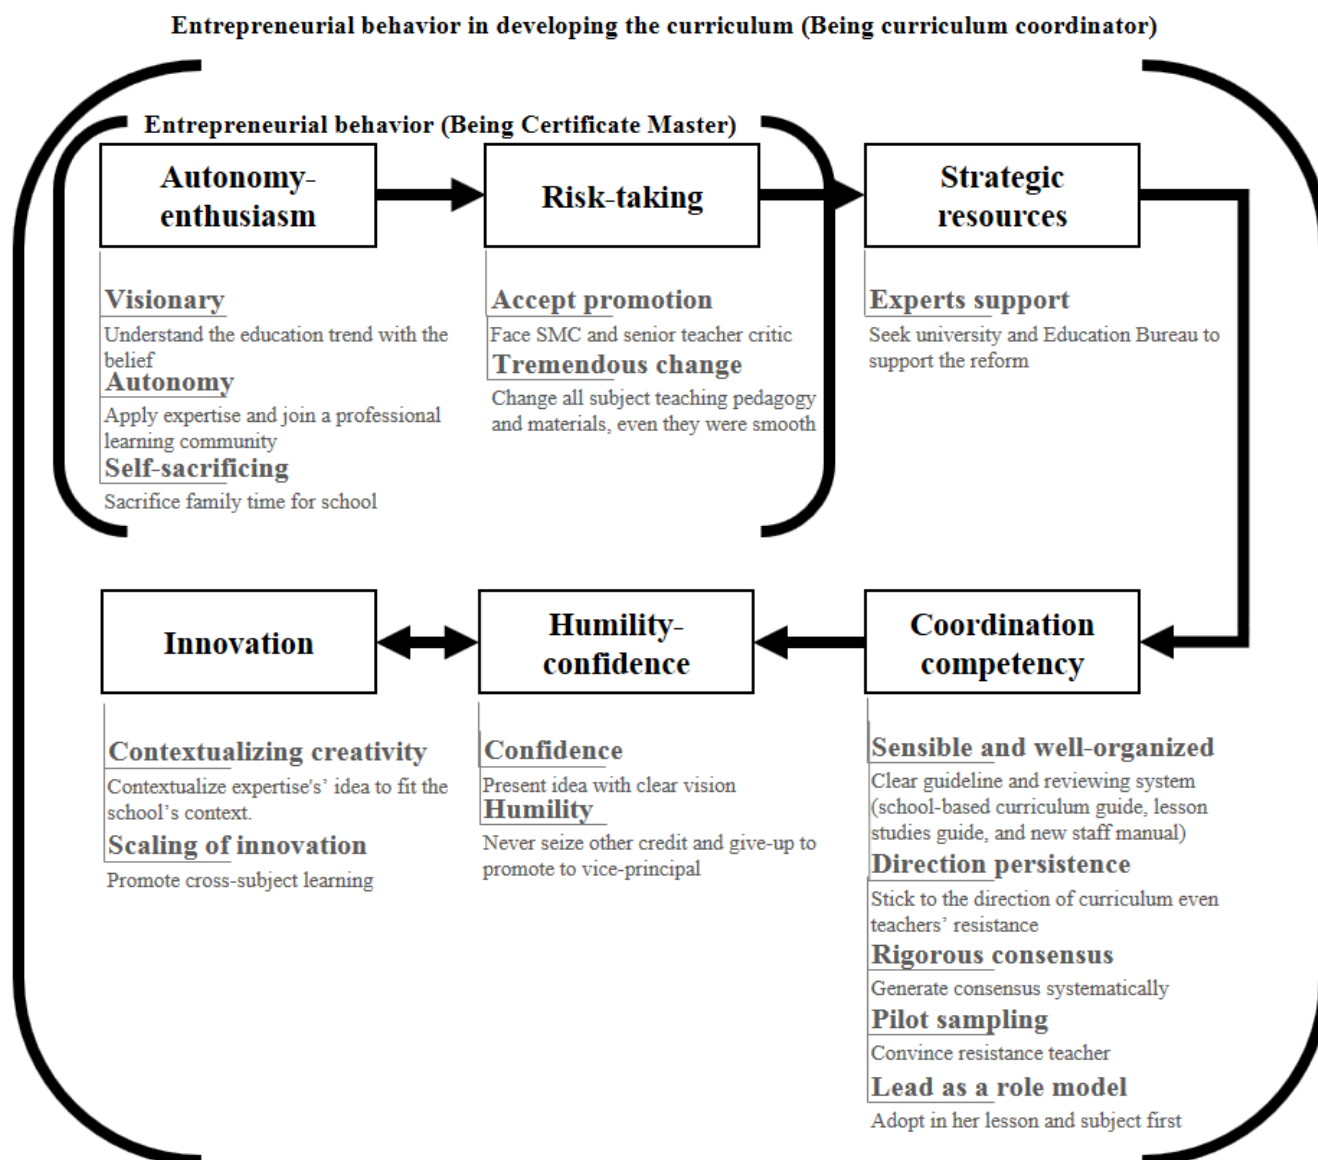 Entrepreneurial behavior in developing the curriculum (Being curriculum coordinator)
Entrepreneurial behavior (Being Certificate Master)
Autonomy-
enthusiasm
Visionary
Understand the education trend with the
belief
Autonomy
Apply expertise and join a professional
learning community
Self-sacrificing
Sacrifice family time for school
Risk-taking
Accept promotion
Face SMC and senior teacher critic
Tremendous change
Change all subject teaching pedagogy
and materials, even they were smooth
Strategic
resources
Experts support
Seek university and Education Bureau to
support the reform
Innovation
Contextualizing creativity
Contextualize expertise's’ idea to fit the
school’s context.
Scaling of innovation
Promote cross-subject learning
Humility-
confidence
Confidence
Present idea with clear vision
Humility
Never seize other credit and give-up to
promote to vice-principal
Coordination
competency
Sensible and well-organized
Clear guideline and reviewing system
(school-based curriculum guide, lesson
studies guide, and new staff manual)
Direction persistence
Stick to the direction of curriculum even
teachers’ resistance
Rigorous consensus
Generate consensus systematically
Pilot sampling
Convince resistance teacher
Lead as a role model
Adopt in her lesson and subject first